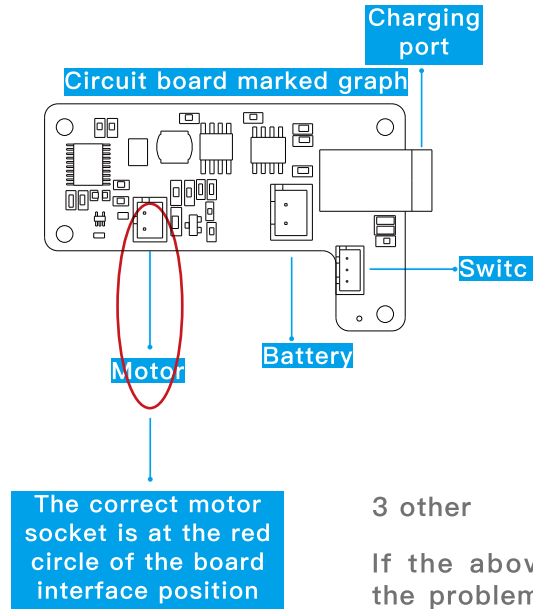 Charging
port
Circuit board marked graph
Switc
Battery
Motor
The correct motor
socket is at the red
circle of the board
interface position
3 other
If the abov
the problem